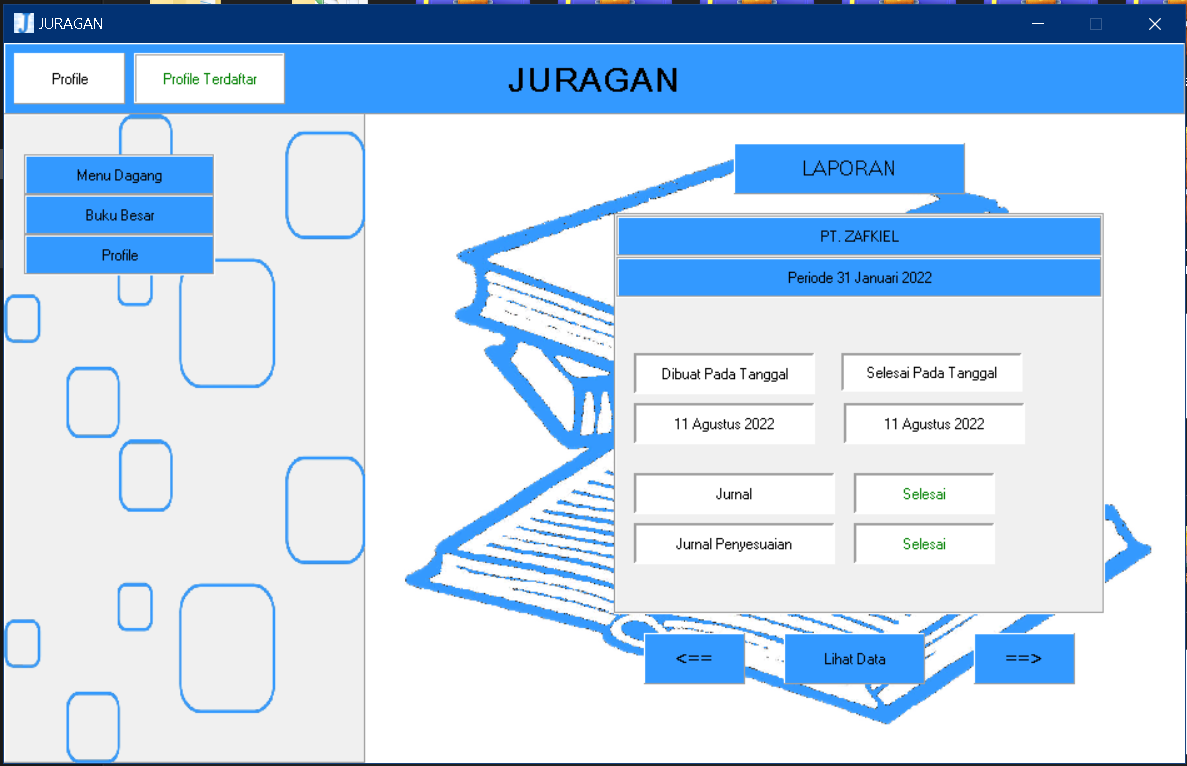 JURAGAN
Profile
Profile Terdaftar
JURAGAN
Menu Dagang
Buku Besar
Profile
LAPORAN
PT. ZAFKIEL
Periode 31 Januari 2022
Dibuat Pada Tanggal
Selesai Pada Tanggal
11 Agustus 2022
11 Agustus 2022
Jurnal
Selesai
Jurnal Penyesuaian
Selesai
<==
Lihat Data
==>